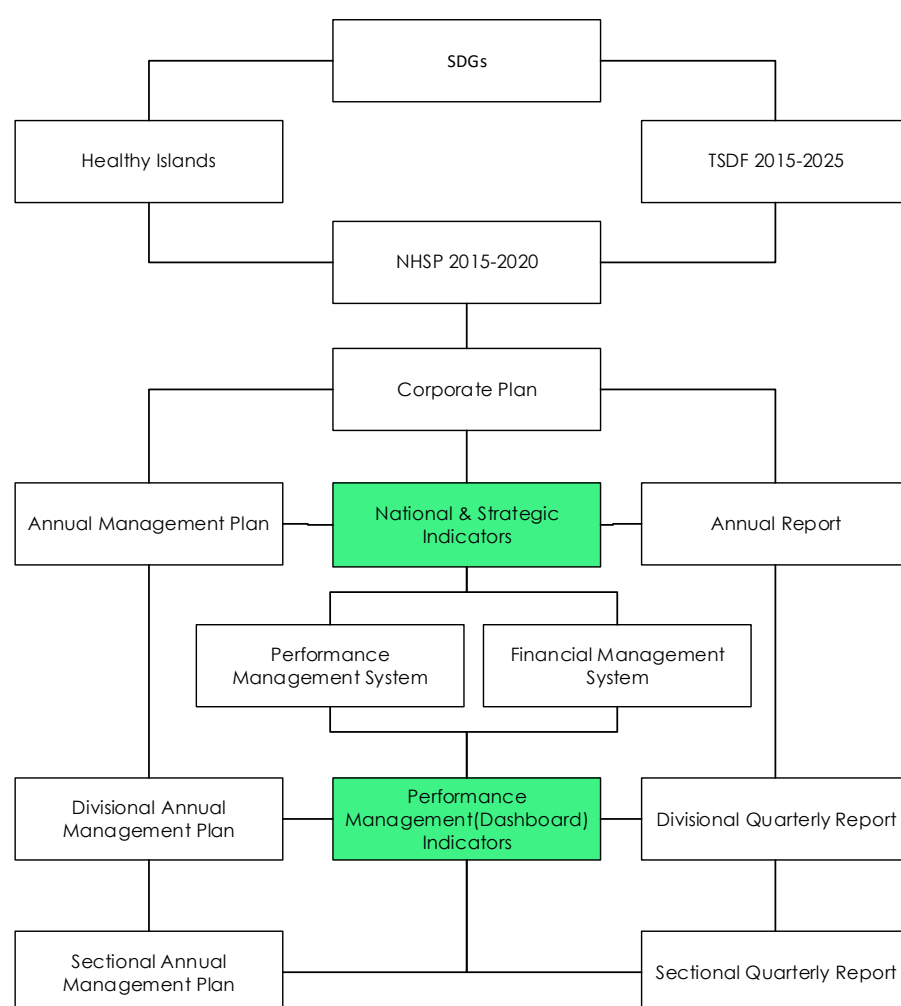 SDGs
Healthy Islands
TSDF 2015-2025
NHSP 2015-2020
Corporate Plan
Annual Management Plan
National & Strategic
Indicators
Annual Report
Performance
Management System
Financial Management
System
Divisional Annual
Management Plan
Performance
Management(Dashboard)
Indicators
Divisional Quarterly Report
Sectional Annual
Management Plan
Sectional Quarterly Report